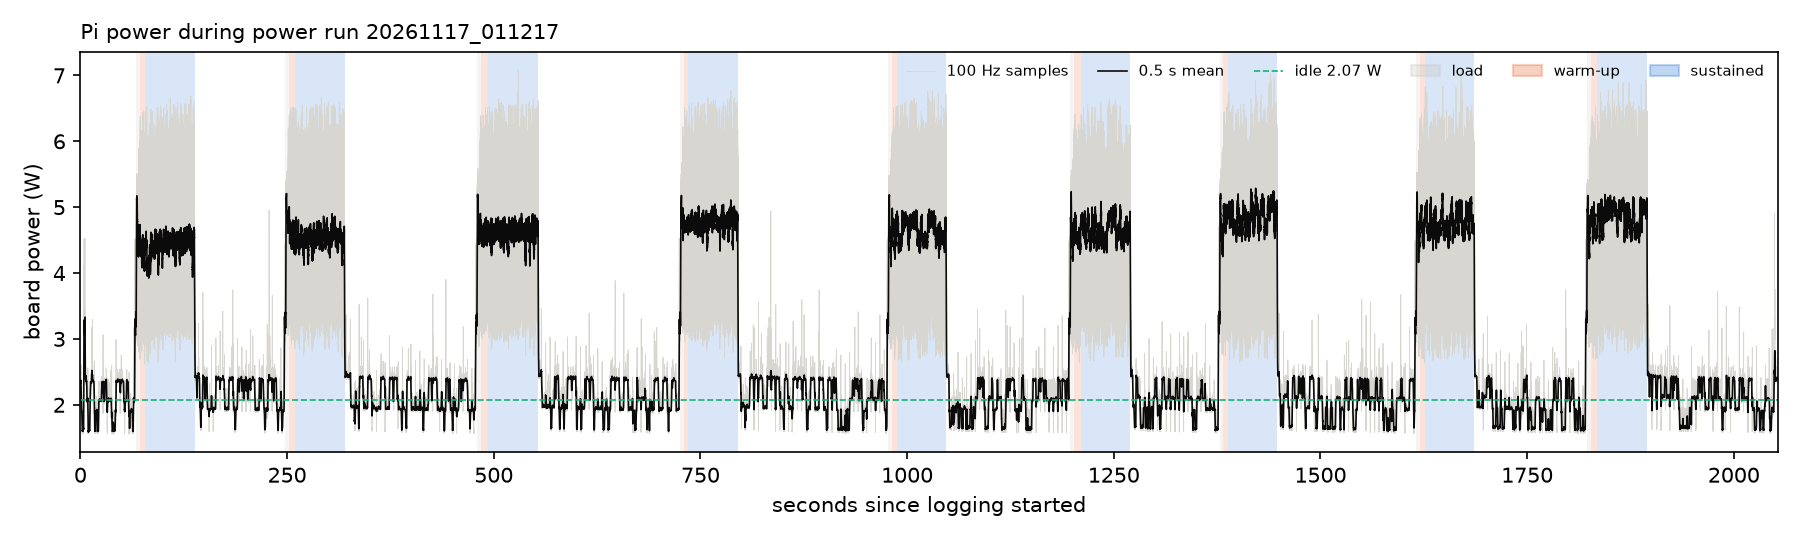 Pi power during power run 20261117_011217
100 Hz samples 0.5 s mean idle 2.07 W load warm-up sustained
board power (W)
7
6
5
4
3
2
0 250 500 750 1000 1250 1500 1750 2000
seconds since logging started